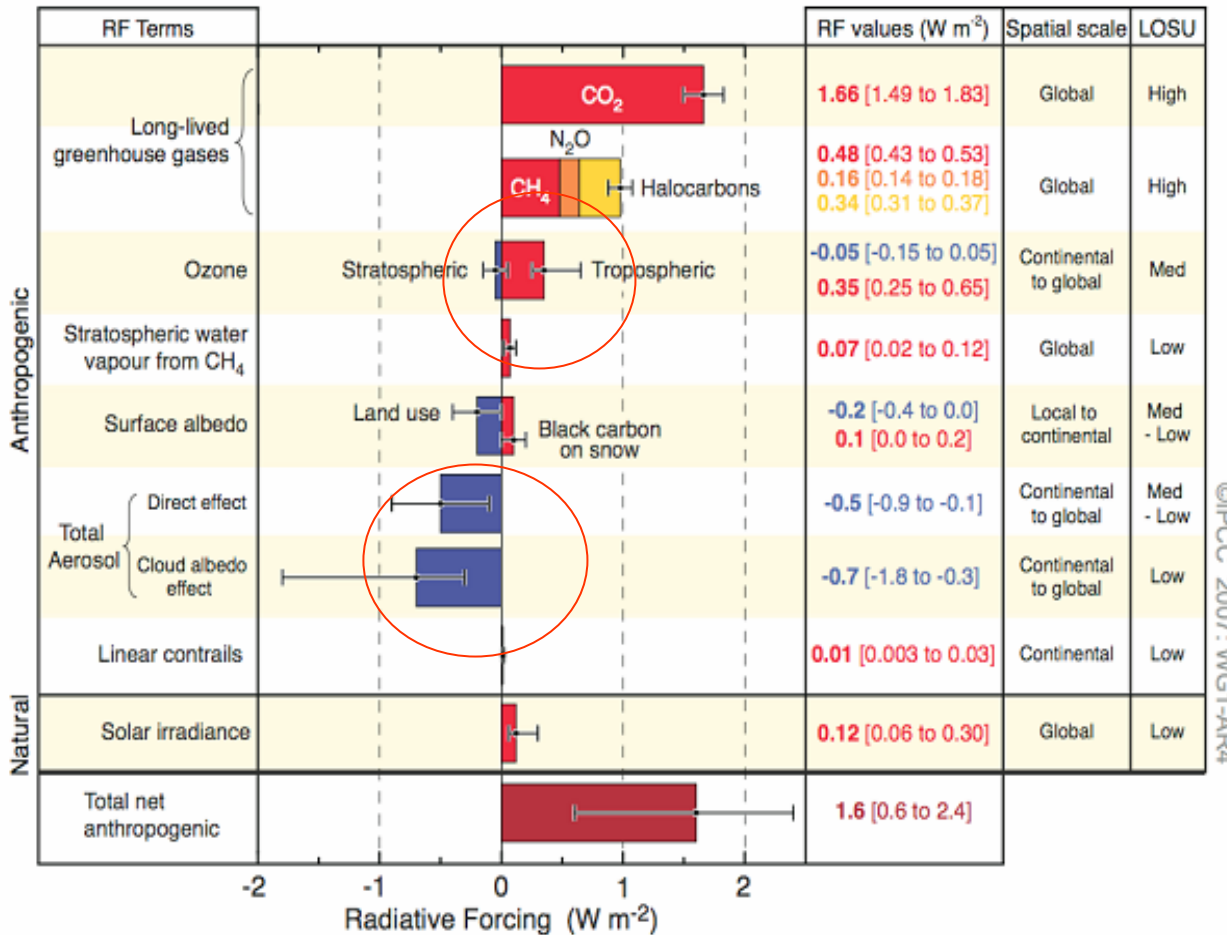 RF Terms
RF values (W m-2)
Spatial scale
LOSU
Anthropogenic
Long-lived
greenhouse gases
CO2
1.66 [1.49 to 1.83]
Global
High
N2O
CH4
Halocarbons
0.48 [0.43 to 0.53]
0.16 [0.14 to 0.18]
0.34 [0.31 to 0.37]
Global
High
Ozone
Stratospheric
Tropospheric
-0.05 [-0.15 to 0.05]
0.35 [0.25 to 0.65]
Continental
to global
Med
Stratospheric water
vapour from CH4
0.07 [0.02 to 0.12]
Global
Low
Surface albedo
Land use
Black carbon
on snow
-0.2 [-0.4 to 0.0]
0.1 [0.0 to 0.2]
Local to
continental
Med
- Low
Total
Aerosol
Direct effect
-0.5 [-0.9 to -0.1]
Continental
to global
Med
- Low
Cloud albedo
effect
-0.7 [-1.8 to -0.3]
Continental
to global
Low
Linear contrails
0.01 [0.003 to 0.03]
Continental
Low
Natural
Solar irradiance
0.12 [0.06 to 0.30]
Global
Low
Total net
anthropogenic
1.6 [0.6 to 2.4]
-2
-1
0
1
2
Radiative Forcing (W m-2)
©IPCC 2007: WG1-AR4